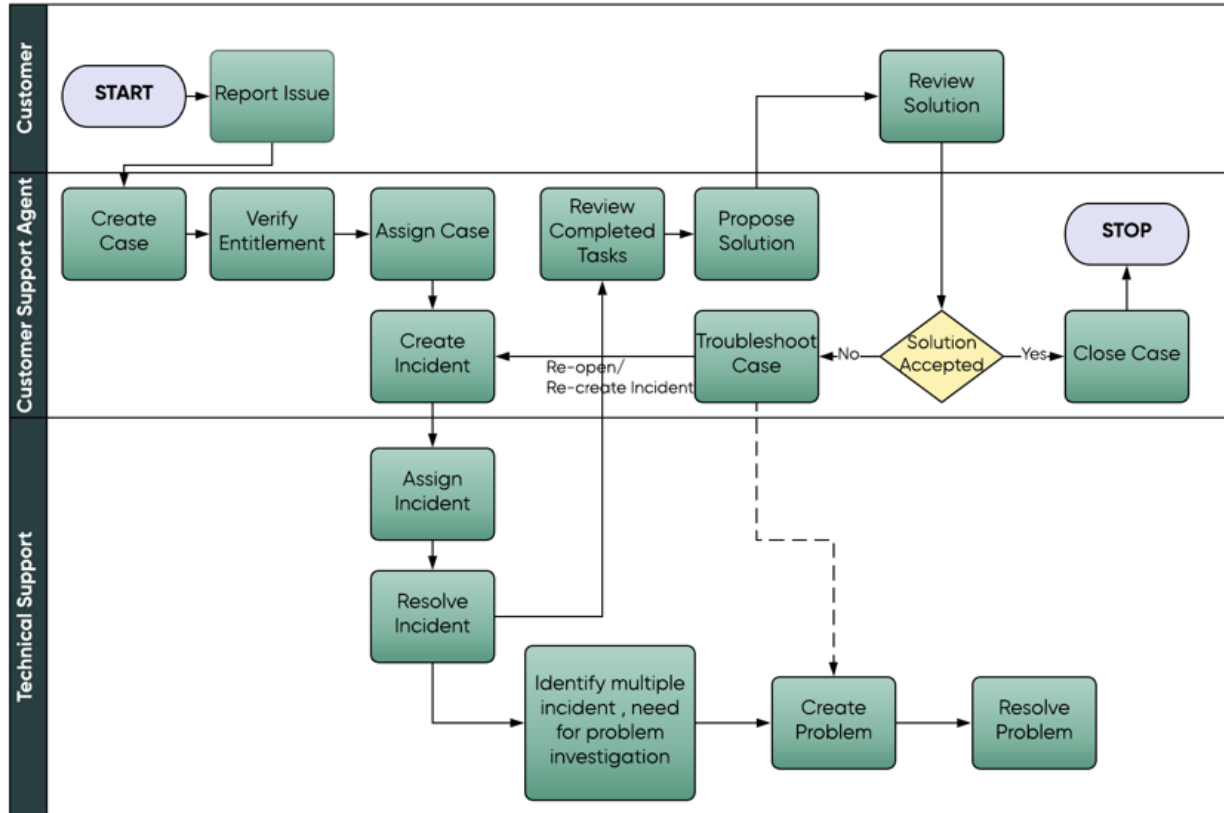 Customer
START
Report Issue
Review
Solution
Customer Support Agent
Create
Case
Verify
Entitlement
Assign Case
Review
Completed
Tasks
Propose
Solution
STOP
Create
Incident
Re-open/
Re-create Incident
Troubleshoot
Case
No
Solution
Accepted
Yes
Close Case
Technical Support
Assign
Incident
Resolve
Incident
Identify multiple
incident , need
for problem
investigation
Create
Problem
Resolve
Problem